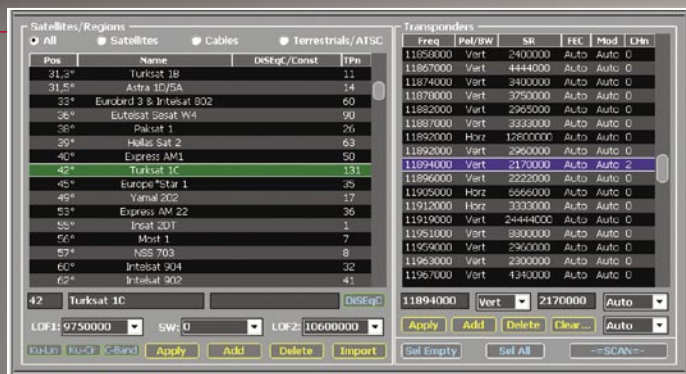 Satellites/Regions
All Satellites Cables Terrestrials/ATSC
Pos Name DiSEqC/Const TPn
31,3° Turksat 1B 11
31,5° Astra 1D/5A 14
33° Eurobird 3 & Intelsat 802 60
36° Eutelsat Sesat W4 90
38° Paksat 1 26
39° Hellas Sat 2 63
40° Express AM1 50
42° Turksat 1C 131
45° Europe*Star 1 35
49° Yamal 202 17
53° Express AM 22 36
55° Insat 2DT 1
56° Most 1 7
57° NSS 703 8
60° Intelsat 904 32
62° Intelsat 902 41
42 Turksat 1C DiSEqC
LOF1: 9750000 SW: 0 LOF2: 10600000
Ku-Lin Ku-Cir C-Band Apply Add Delete Import
Transponders
Freq Pol/BW SR FEC Mod CHn
11858000 Vert 2400000 Auto Auto 0
11867000 Vert 4444000 Auto Auto 0
11874000 Vert 3400000 Auto Auto 0
11878000 Vert 3750000 Auto Auto 0
11882000 Vert 2965000 Auto Auto 0
11887000 Vert 3333000 Auto Auto 0
11892000 Horz 12800000 Auto Auto 0
11892000 Vert 2960000 Auto Auto 0
11894000 Vert 2170000 Auto Auto 2
11896000 Vert 2222000 Auto Auto 0
11905000 Horz 6666000 Auto Auto 0
11912000 Horz 3333000 Auto Auto 0
11919000 Vert 24444000 Auto Auto 0
11951000 Vert 8800000 Auto Auto 0
11959000 Vert 2960000 Auto Auto 0
11963000 Vert 2300000 Auto Auto 0
11967000 Vert 4340000 Auto Auto 0
11894000 Vert 2170000 Auto
Apply Add Delete Clear... Auto
Sel Empty Sel All -=SCAN=-